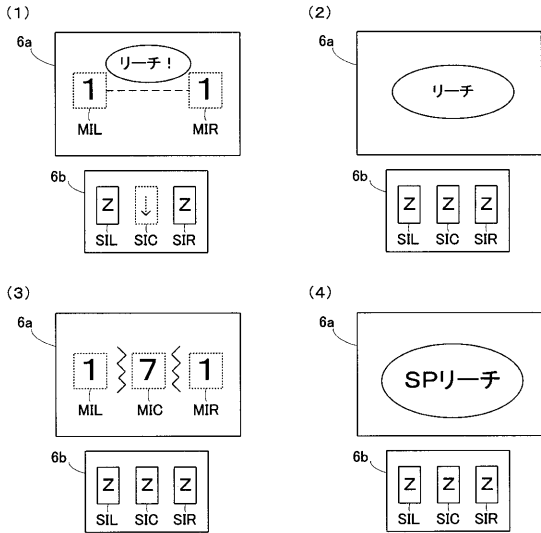 (1)
6a
リーチ！
1 1
MIL MIR
6b
Z ↓ Z
SIL SIC SIR
(2)
6a
リーチ
6b
Z Z Z
SIL SIC SIR
(3)
6a
1 7 1
MIL MIC MIR
6b
Z Z Z
SIL SIC SIR
(4)
6a
SPリーチ
6b
Z Z Z
SIL SIC SIR